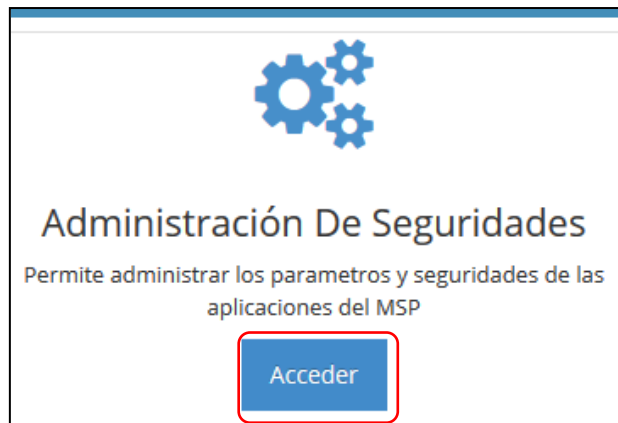 Administración De Seguridades
Permite administrar los parametros y seguridades de las
aplicaciones del MSP
Acceder